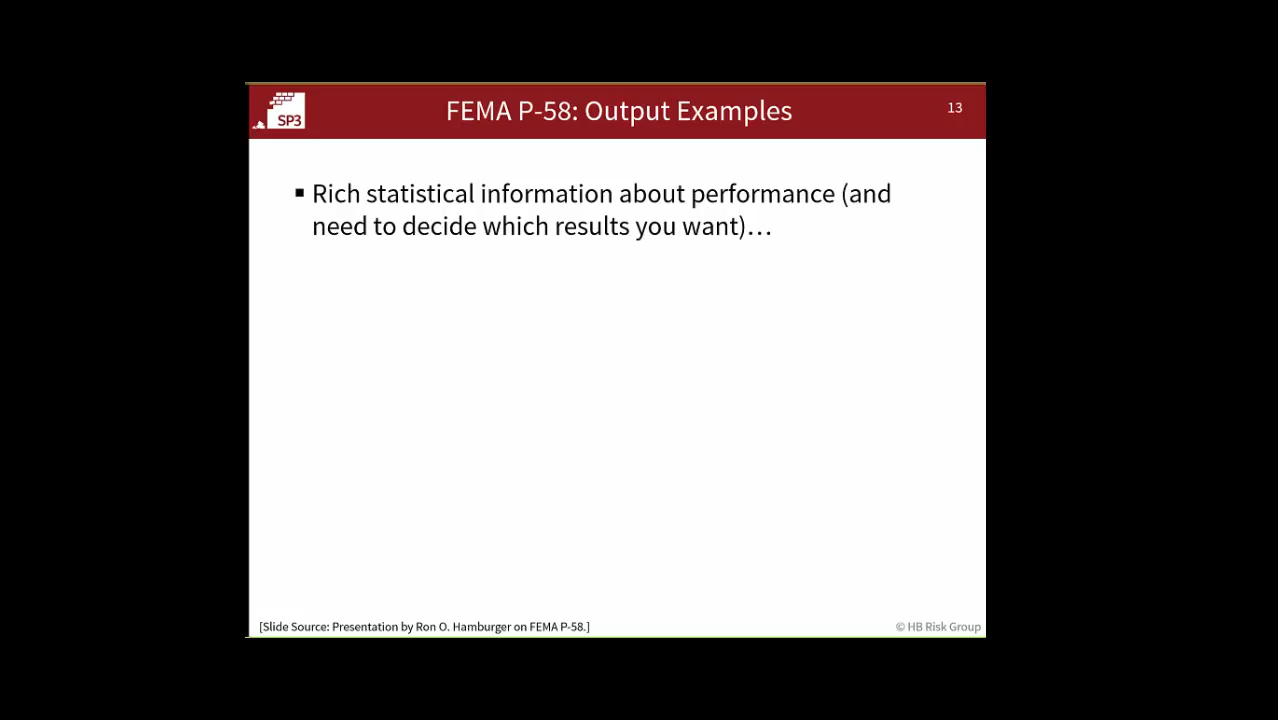 SP3
FEMA P-58: Output Examples
13
▪ Rich statistical information about performance (and
need to decide which results you want)…
[Slide Source: Presentation by Ron O. Hamburger on FEMA P-58.]
© HB Risk Group